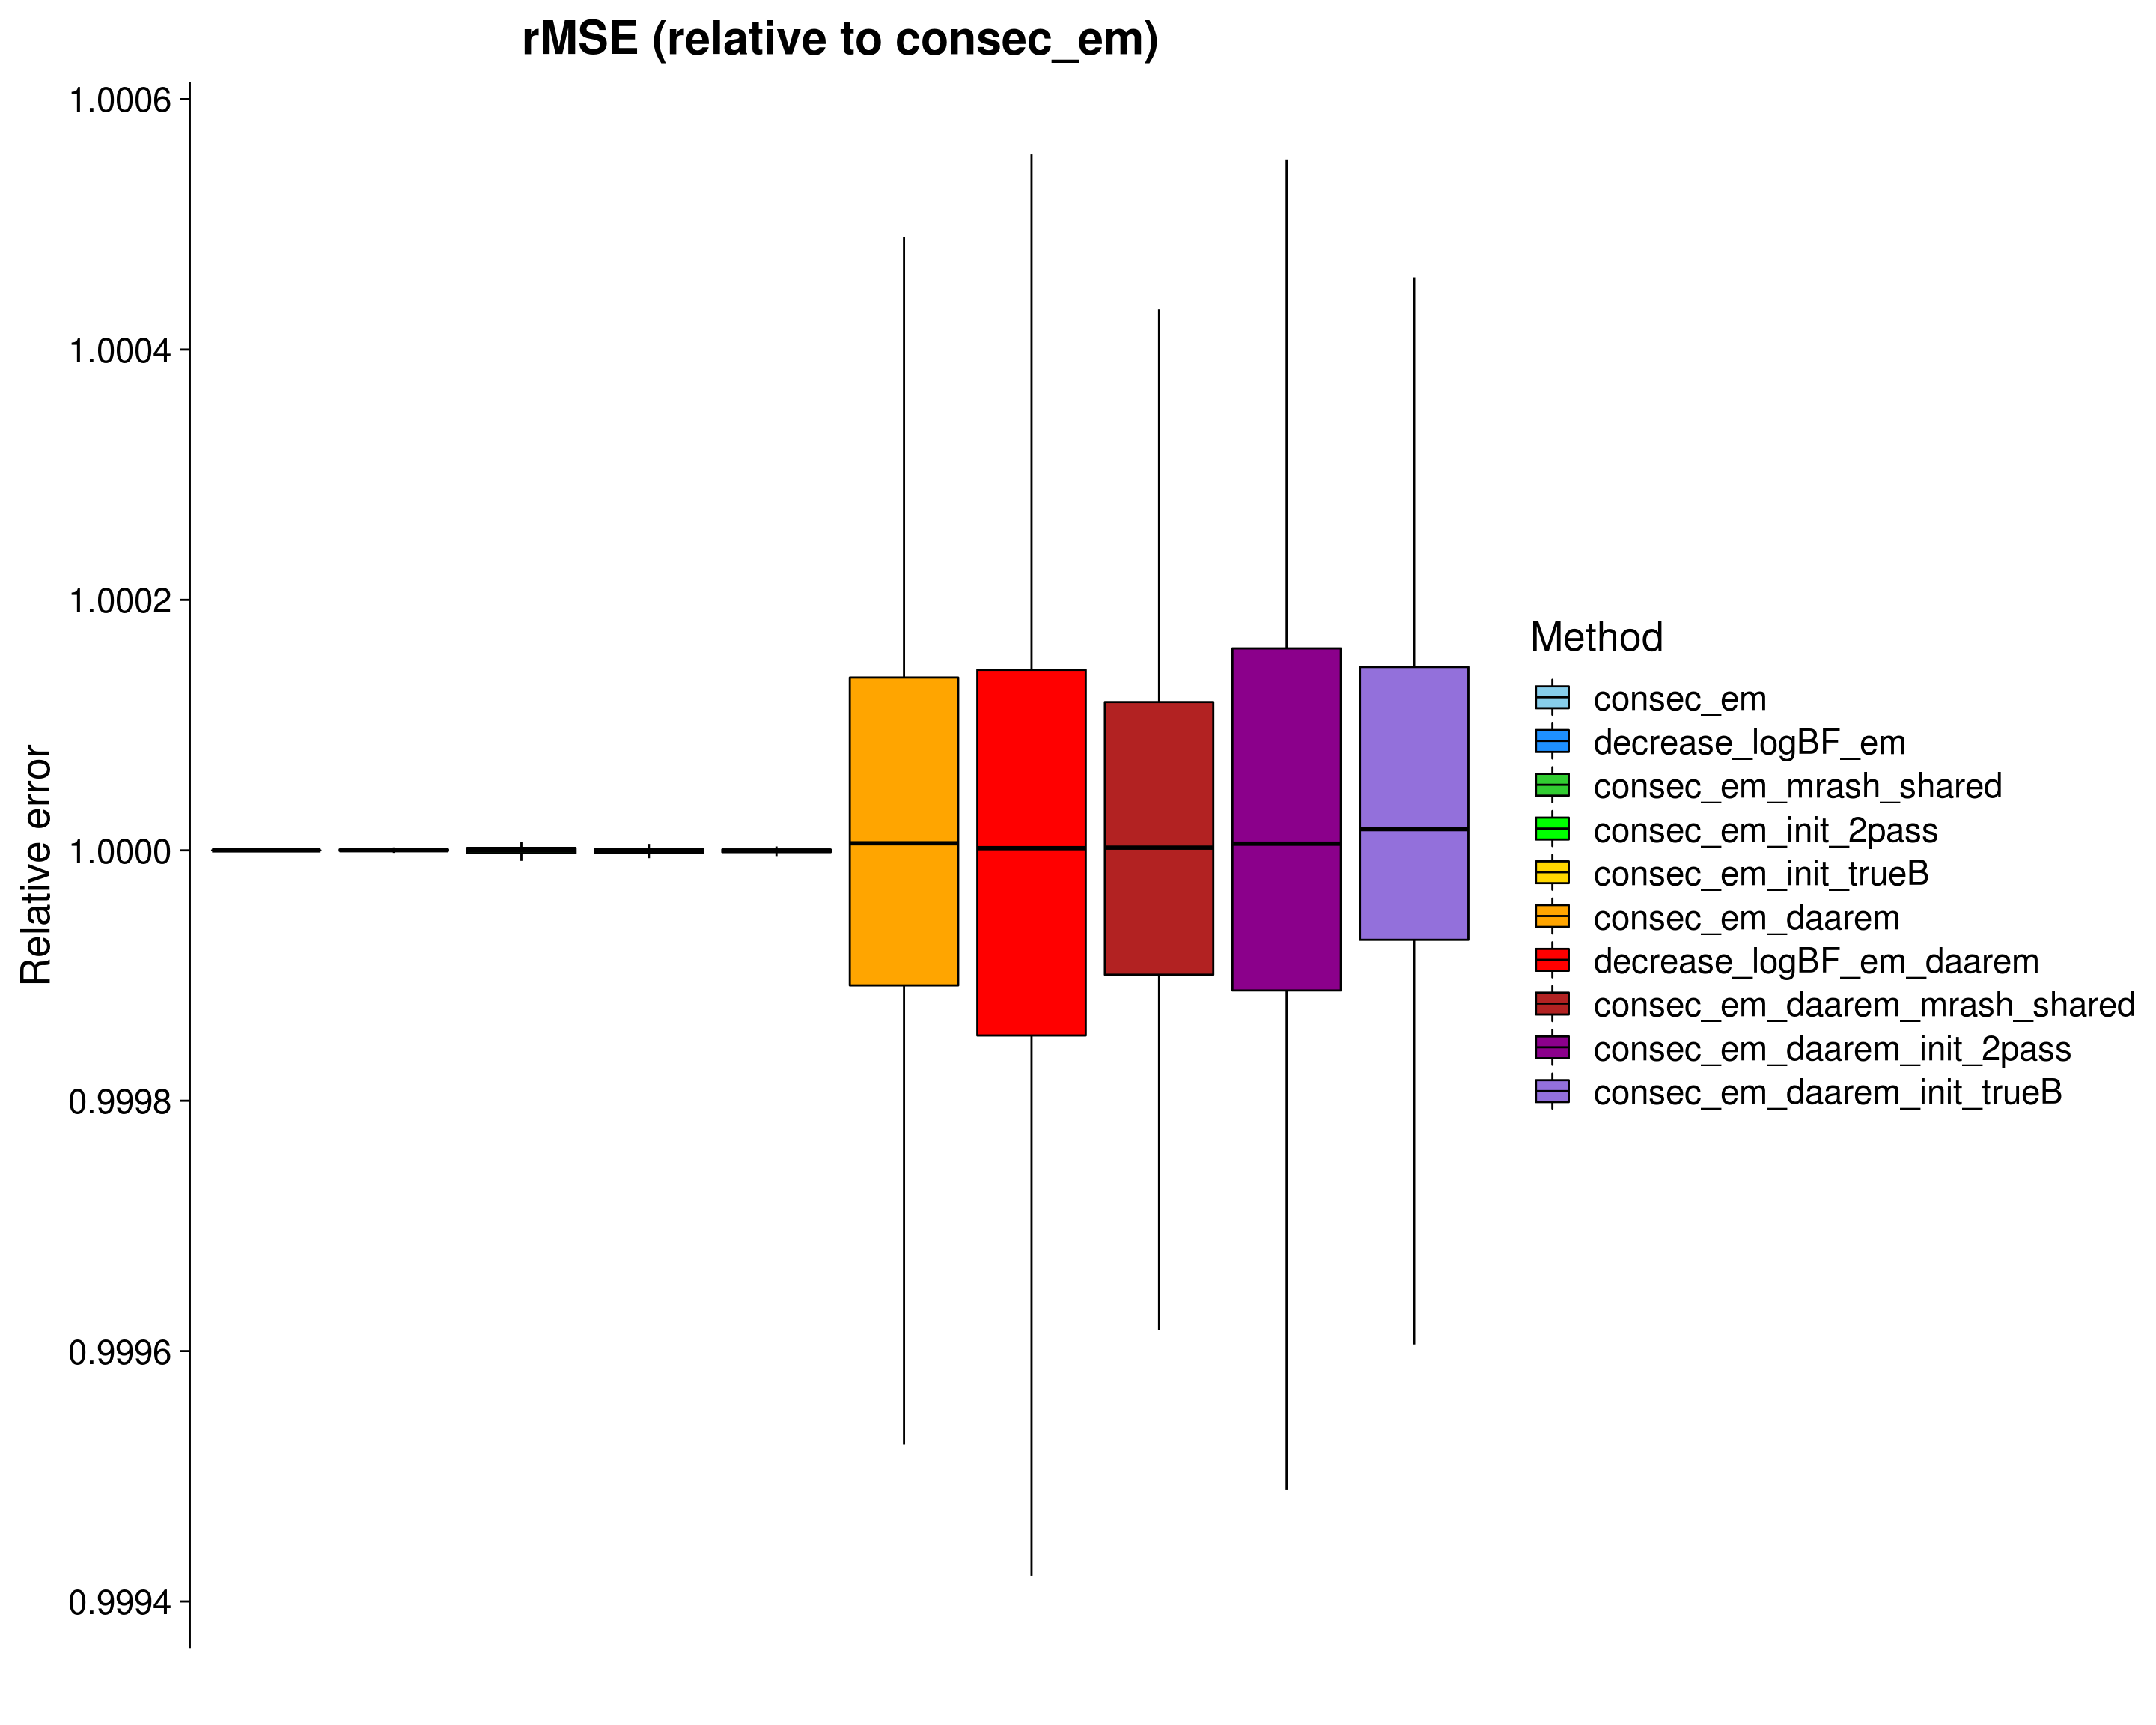 rMSE (relative to consec_em)
1.0006
1.0004
1.0002
1.0000
0.9998
0.9996
0.9994
Relative error
Method
consec_em
decrease_logBF_em
consec_em_mrash_shared
consec_em_init_2pass
consec_em_init_trueB
consec_em_daarem
decrease_logBF_em_daarem
consec_em_daarem_mrash_shared
consec_em_daarem_init_2pass
consec_em_daarem_init_trueB